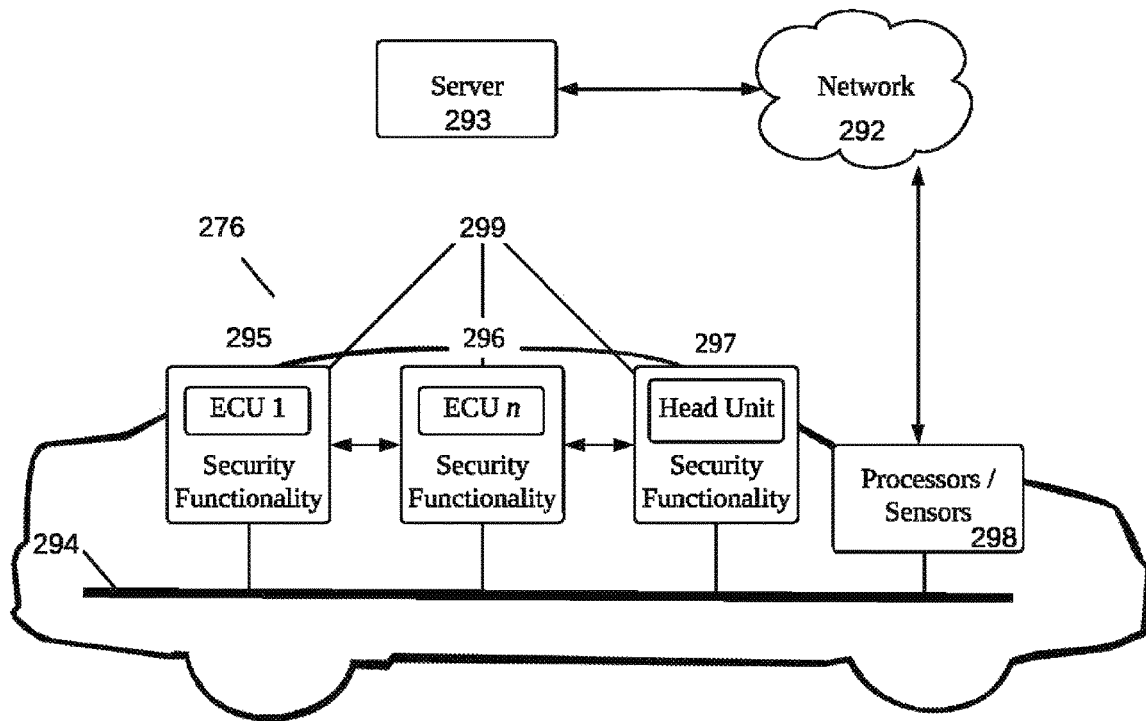 Server
293
Network
292
276
299
295
296
297
ECU 1
Security
Functionality
ECU n
Security
Functionality
Head Unit
Security
Functionality
Processors /
Sensors
298
294